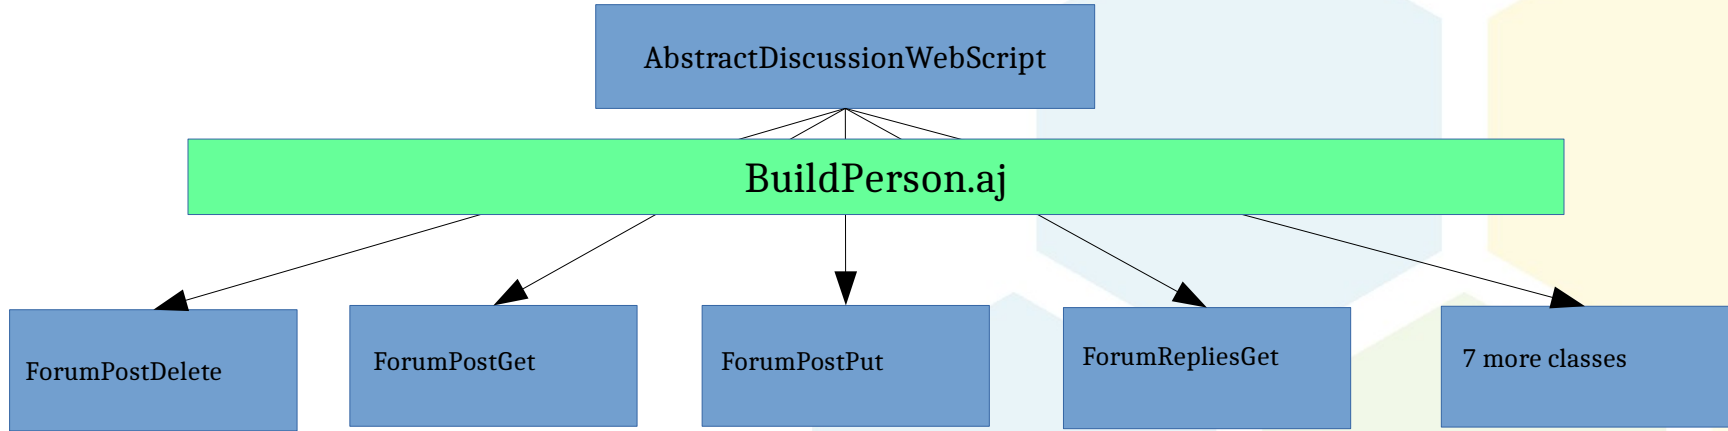 AbstractDiscussionWebScript
BuildPerson.aj
ForumPostDelete
ForumPostGet
ForumPostPut
ForumRepliesGet
7 more classes